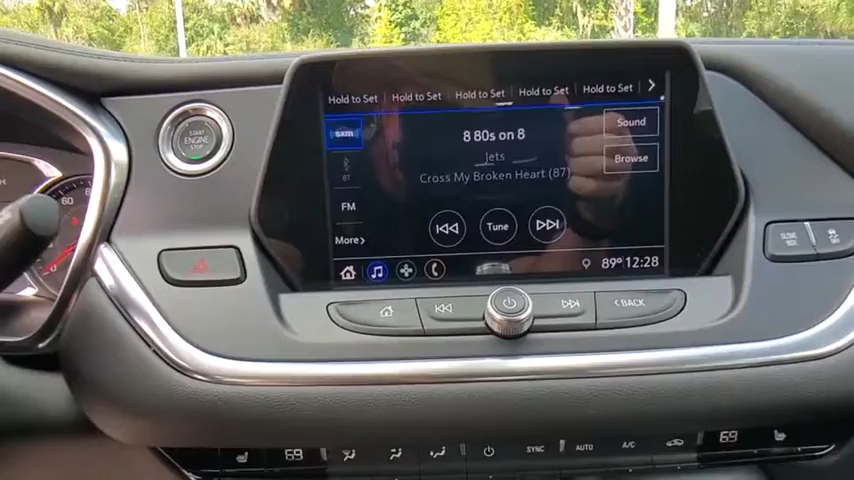 Hold to Set Hold to Set Hold to Set Hold to Set Hold to Set
START
ENGINE
STOP
sxm
8 80s on 8
Sound
Jets
BT
Browse
Cross My Broken Heart (87)
FM
Tune
More
89° 12:28
BACK
69
SYNC
AUTO
A/C
69